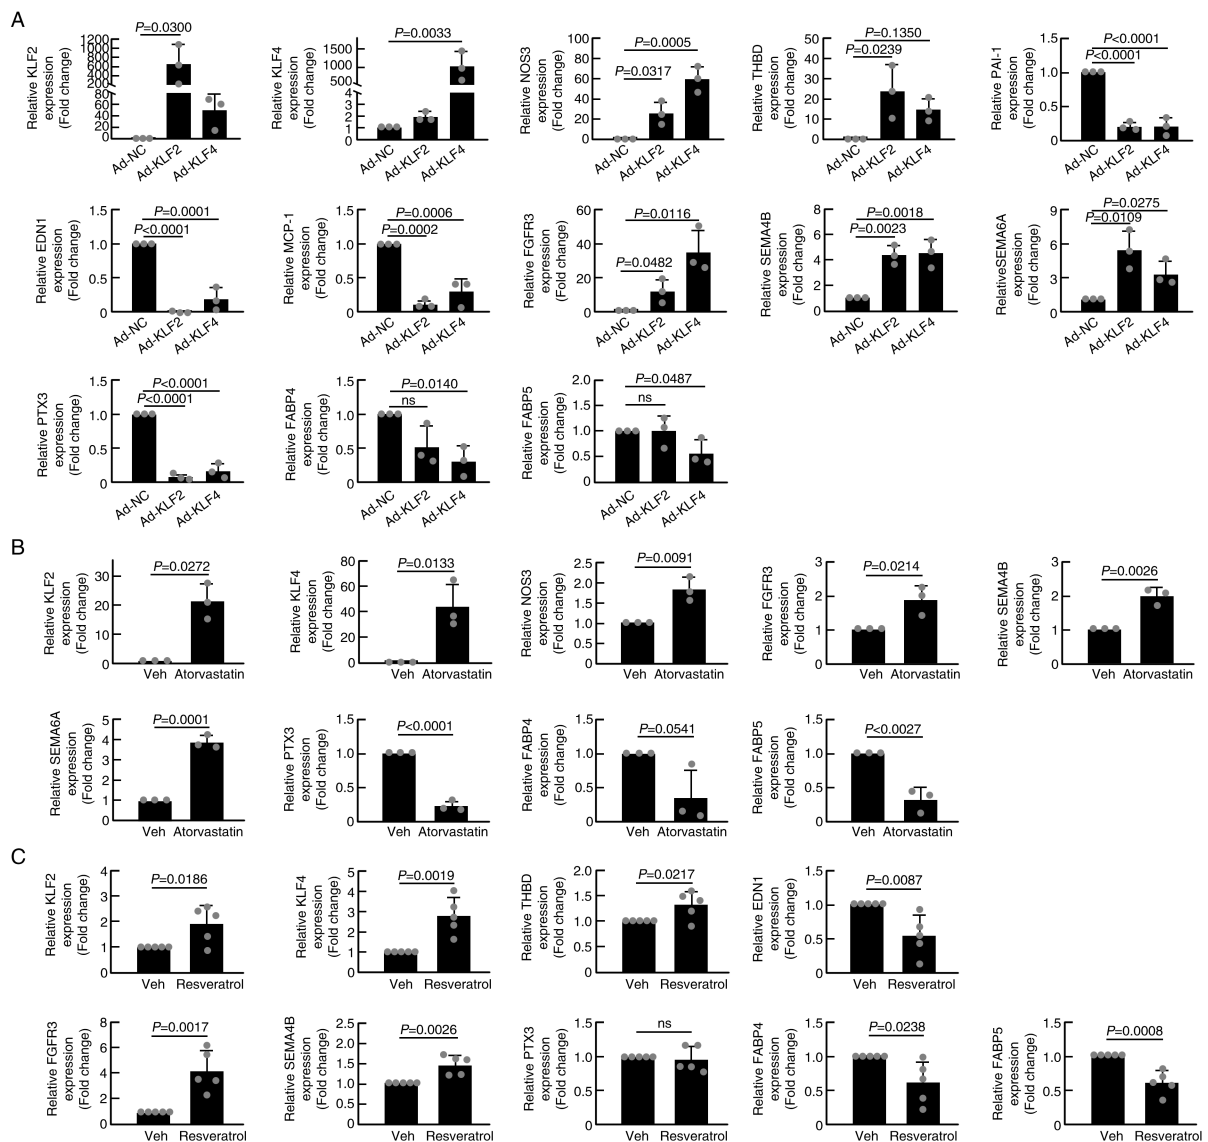 A
Relative KLF2
expression
(Fold change)
1200
1000
800
600
400
200
80
60
40
20
0
P=0.0300
Ad-NC
Ad-KLF2
Ad-KLF4
Relative KLF4
expression
(Fold change)
1500
1000
500
4
3
2
1
0
P=0.0033
Ad-NC
Ad-KLF2
Ad-KLF4
Relative NOS3
expression
(Fold change)
100
80
60
40
20
0
P=0.0005
P=0.0317
Ad-NC
Ad-KLF2
Ad-KLF4
Relative THBD
expression
(Fold change)
50
40
30
20
10
0
P=0.1350
P=0.0239
Ad-NC
Ad-KLF2
Ad-KLF4
Relative PAI-1
expression
(Fold change)
1.5
1.0
0.5
0
P<0.0001
P<0.0001
Ad-NC
Ad-KLF2
Ad-KLF4
Relative EDN1
expression
(Fold change)
1.5
1.0
0.5
0
P=0.0001
P<0.0001
Ad-NC
Ad-KLF2
Ad-KLF4
Relative MCP-1
expression
(Fold change)
1.5
1.0
0.5
0
P=0.0006
P=0.0002
Ad-NC
Ad-KLF2
Ad-KLF4
Relative FGFR3
expression
(Fold change)
60
40
20
0
P=0.0116
P=0.0482
Ad-NC
Ad-KLF2
Ad-KLF4
Relative SEMA4B
expression
(Fold change)
8
6
4
2
0
P=0.0018
P=0.0023
Ad-NC
Ad-KLF2
Ad-KLF4
RelativeSEMA6A
expression
(Fold change)
9
6
3
0
P=0.0275
P=0.0109
Ad-NC
Ad-KLF2
Ad-KLF4
Relative PTX3
expression
(Fold change)
1.5
1.0
0.5
0
P<0.0001
P<0.0001
Ad-NC
Ad-KLF2
Ad-KLF4
Relative FABP4
expression
(Fold change)
1.5
1.0
0.5
0
P=0.0140
ns
Ad-NC
Ad-KLF2
Ad-KLF4
Relative FABP5
expression
(Fold change)
2.0
1.5
1.0
0.5
0
P=0.0487
ns
Ad-NC
Ad-KLF2
Ad-KLF4
B
Relative KLF2
expression
(Fold change)
30
20
10
0
P=0.0272
Veh Atorvastatin
Relative KLF4
expression
(Fold change)
80
60
40
20
0
P=0.0133
Veh Atorvastatin
Relative NOS3
expression
(Fold change)
2.5
2.0
1.5
1.0
0.5
0
P=0.0091
Veh Atorvastatin
Relative FGFR3
expression
(Fold change)
3
2
1
0
P=0.0214
Veh Atorvastatin
Relative SEMA4B
expression
(Fold change)
3
2
1
0
P=0.0026
Veh Atorvastatin
Relative SEMA6A
expression
(Fold change)
5
4
3
2
1
0
P=0.0001
Veh Atorvastatin
Relative PTX3
expression
(Fold change)
1.5
1.0
0.5
0
P<0.0001
Veh Atorvastatin
Relative FABP4
expression
(Fold change)
1.5
1.0
0.5
0
P=0.0541
Veh Atorvastatin
Relative FABP5
expression
(Fold change)
1.5
1.0
0.5
0
P<0.0027
Veh Atorvastatin
C
Relative KLF2
expression
(Fold change)
4
3
2
1
0
P=0.0186
Veh Resveratrol
Relative KLF4
expression
(Fold change)
5
4
3
2
1
0
P=0.0019
Veh Resveratrol
Relative THBD
expression
(Fold change)
2.0
1.5
1.0
0.5
0
P=0.0217
Veh Resveratrol
Relative EDN1
expression
(Fold change)
1.5
1.0
0.5
0
P=0.0087
Veh Resveratrol
Relative FGFR3
expression
(Fold change)
8
6
4
2
0
P=0.0017
Veh Resveratrol
Relative SEMA4B
expression
(Fold change)
2.5
2.0
1.5
1.0
0.5
0
P=0.0026
Veh Resveratrol
Relative PTX3
expression
(Fold change)
1.5
1.0
0.5
0
ns
Veh Resveratrol
Relative FABP4
expression
(Fold change)
1.5
1.0
0.5
0
P=0.0238
Veh Resveratrol
Relative FABP5
expression
(Fold change)
1.5
1.0
0.5
0
P=0.0008
Veh Resveratrol